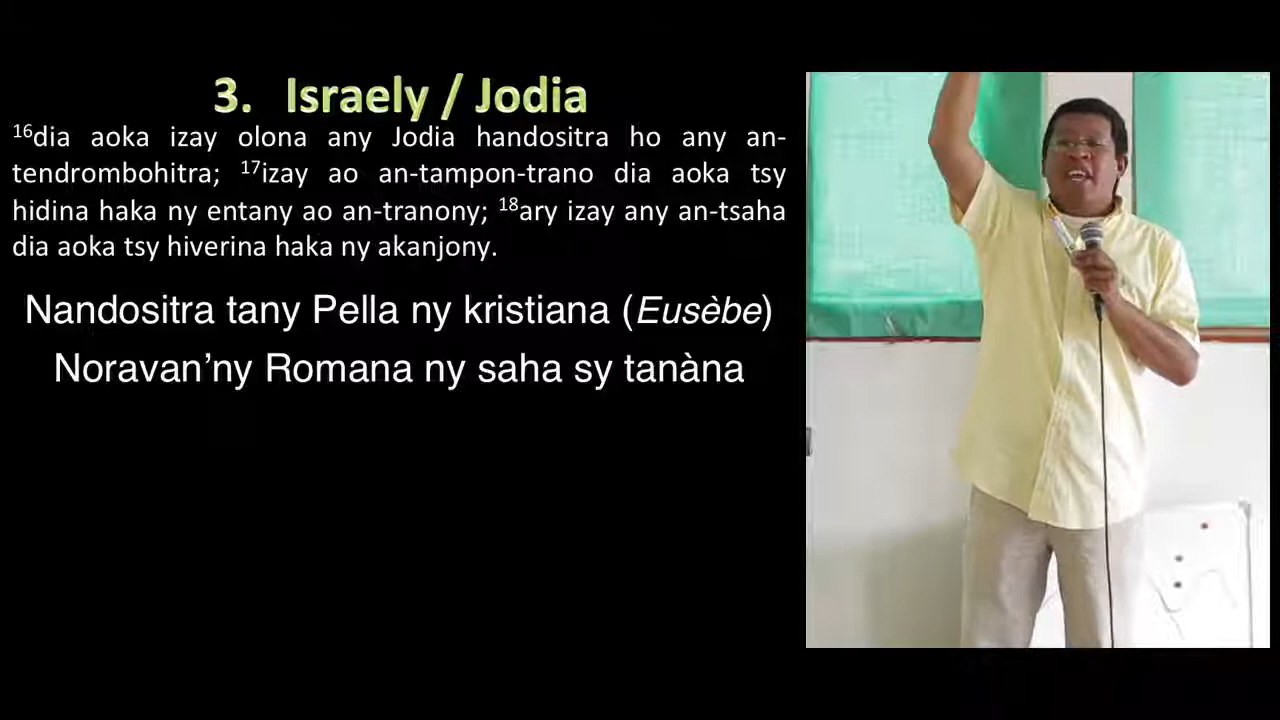 3. Israely / Jodia
16dia aoka izay olona any Jodia handositra ho any an-
tendrombohitra; 17izay ao an-tampon-trano dia aoka tsy
hidina haka ny entany ao an-tranony; 18ary izay any an-tsaha
dia aoka tsy hiverina haka ny akanjony.
Nandositra tany Pella ny kristiana (Eusèbe)
Noravan’ny Romana ny saha sy tanàna